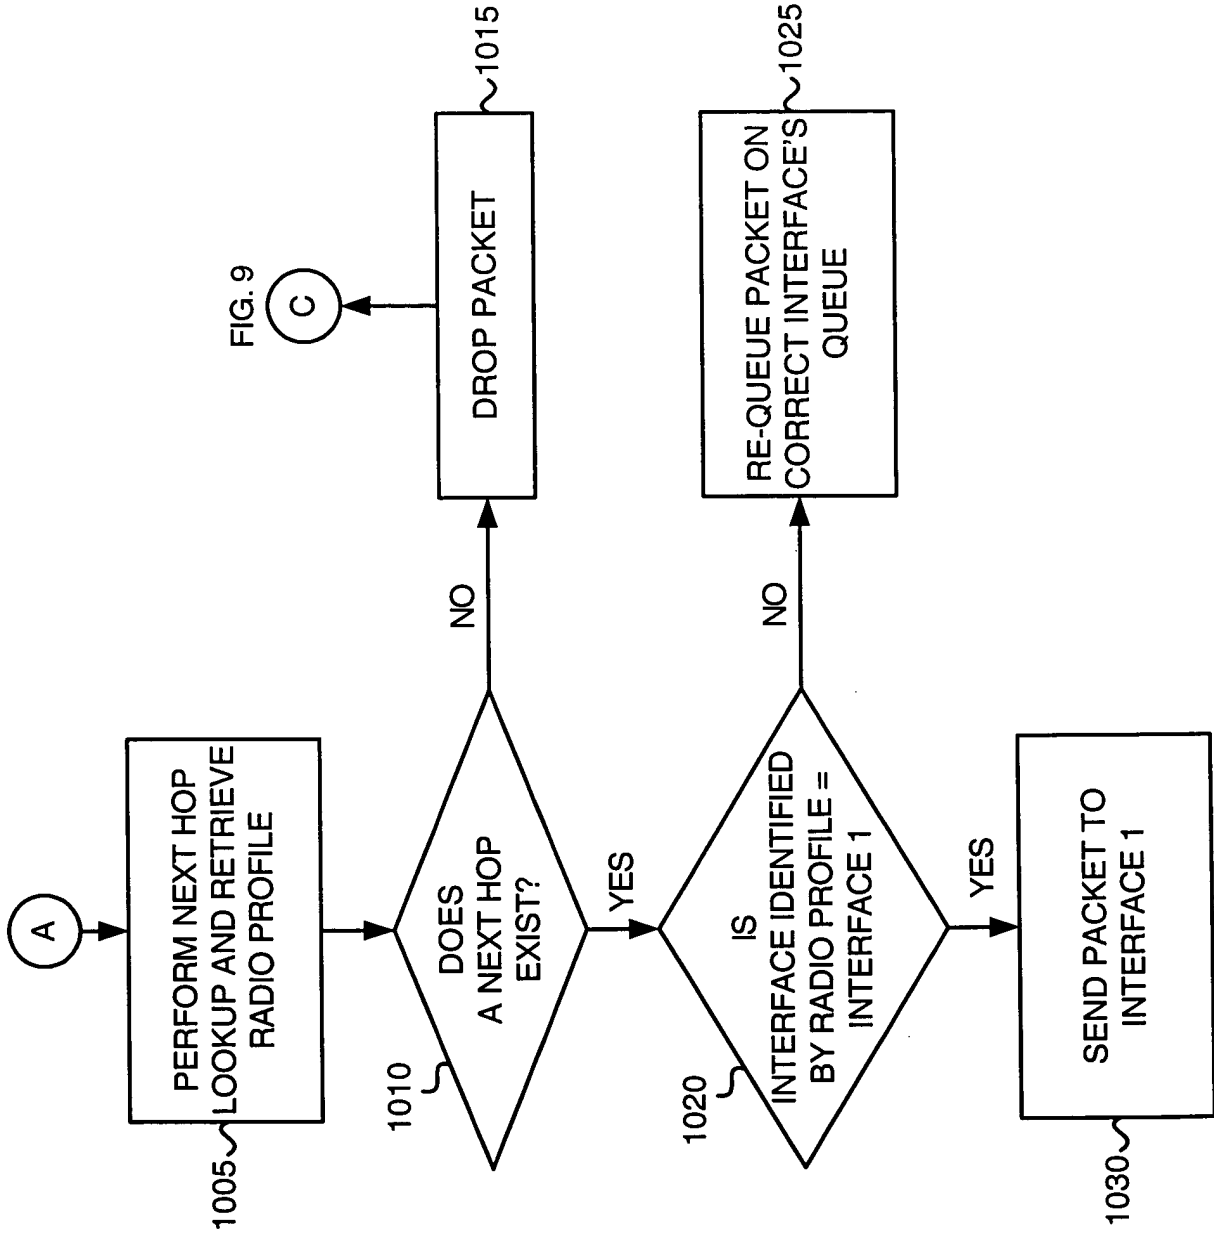 A
PERFORM NEXT HOP
LOOKUP AND RETRIEVE
RADIO PROFILE
1005
DOES
A NEXT HOP
EXIST?
1010
NO
DROP PACKET
1015
FIG. 9
C
YES
IS
INTERFACE IDENTIFIED
BY RADIO PROFILE =
INTERFACE 1
1020
NO
RE-QUEUE PACKET ON
CORRECT INTERFACE'S
QUEUE
1025
YES
SEND PACKET TO
INTERFACE 1
1030